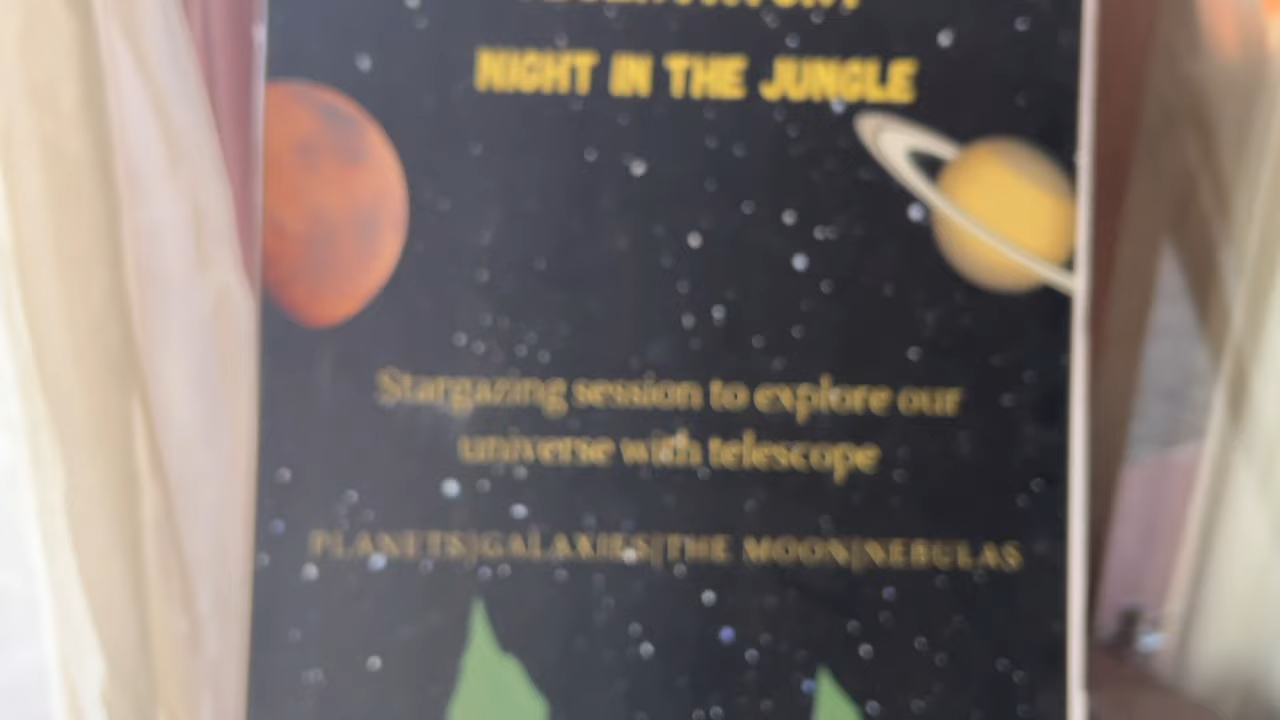 NIGHT IN THE JUNGLE
Stargazing session to explore our
universe with telescope
PLANETS|GALAXIES|THE MOON|NEBULAS